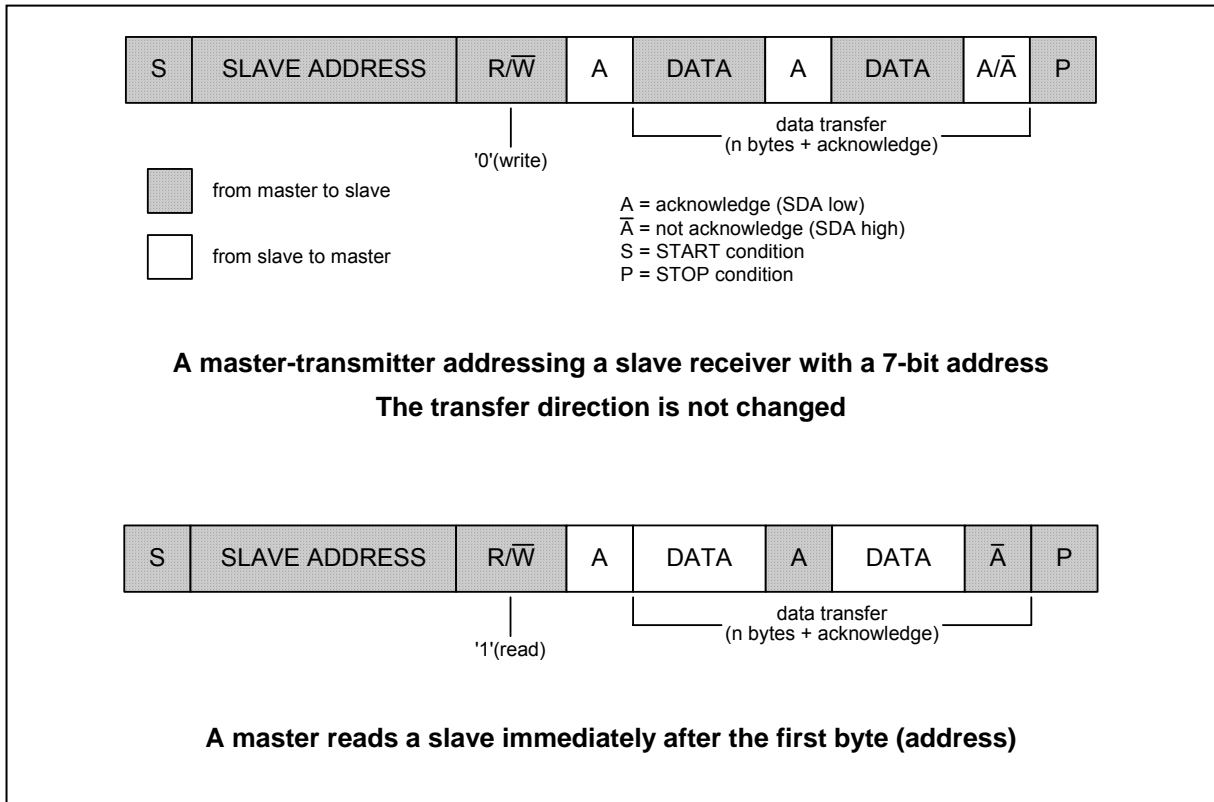 S SLAVE ADDRESS R/W̅ A DATA A DATA A/A̅ P
data transfer
(n bytes + acknowledge)
'0'(write)
from master to slave
from slave to master
A = acknowledge (SDA low)
A̅ = not acknowledge (SDA high)
S = START condition
P = STOP condition
A master-transmitter addressing a slave receiver with a 7-bit address
The transfer direction is not changed
S SLAVE ADDRESS R/W̅ A DATA A DATA A̅ P
data transfer
(n bytes + acknowledge)
'1'(read)
A master reads a slave immediately after the first byte (address)